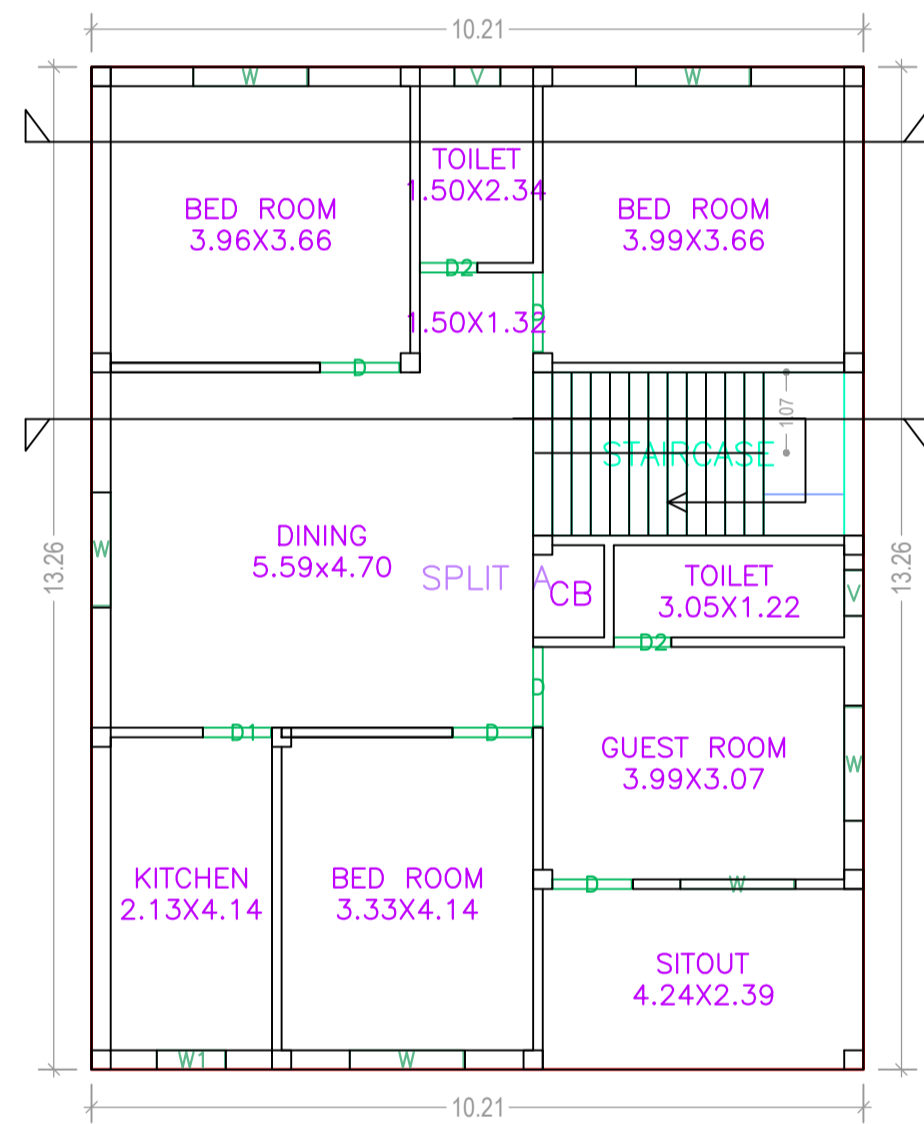 10.21
W
V
W
TOILET
1.50X2.34
BED ROOM
3.96X3.66
BED ROOM
3.99X3.66
D2
D
1.50X1.32
D
1.07
STAIRCASE
13.26
W
DINING
5.59x4.70
SPLIT A
CB
TOILET
3.05X1.22
V
13.26
D2
D
D1
D
GUEST ROOM
3.99X3.07
W
KITCHEN
2.13X4.14
BED ROOM
3.33X4.14
D
W
SITOUT
4.24X2.39
W1
W
10.21